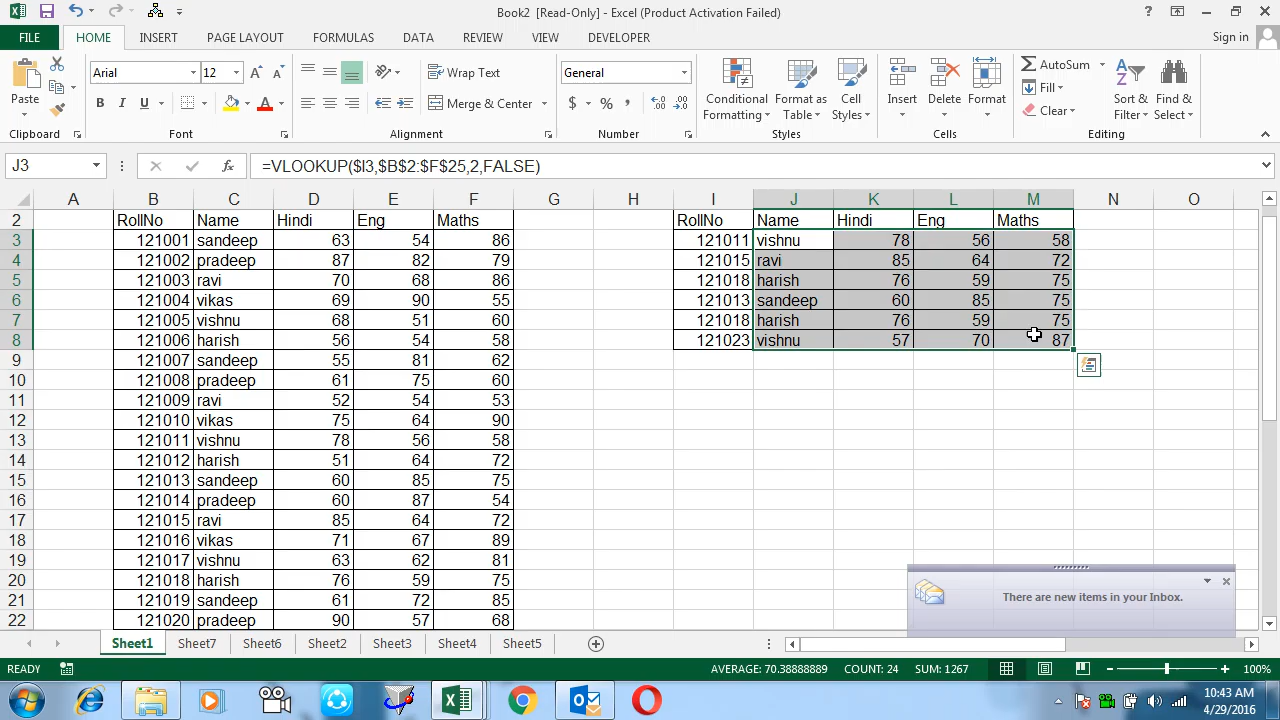 Book2 [Read-Only] - Excel (Product Activation Failed)
?
FILE HOME INSERT PAGE LAYOUT FORMULAS DATA REVIEW VIEW DEVELOPER Sign in
Paste Arial 12 A A Wrap Text General Conditional Formatting Format as Table Cell Styles Insert Delete Format AutoSum Sort & Filter Find & Select
B I U A Merge & Center $ % , Fill
Clear
Clipboard Font Alignment Number Styles Cells Editing
J3 fx =VLOOKUP($I3,$B$2:$F$25,2,FALSE)
A B C D E F G H I J K L M N O
2 RollNo Name Hindi Eng Maths RollNo Name Hindi Eng Maths
3 121001 sandeep 63 54 86 121011 vishnu 78 56 58
4 121002 pradeep 87 82 79 121015 ravi 85 64 72
5 121003 ravi 70 68 86 121018 harish 76 59 75
6 121004 vikas 69 90 55 121013 sandeep 60 85 75
7 121005 vishnu 68 51 60 121018 harish 76 59 75
8 121006 harish 56 54 58 121023 vishnu 57 70 87
9 121007 sandeep 55 81 62
10 121008 pradeep 61 75 60
11 121009 ravi 52 54 53
12 121010 vikas 75 64 90
13 121011 vishnu 78 56 58
14 121012 harish 51 64 72
15 121013 sandeep 60 85 75
16 121014 pradeep 60 87 54
17 121015 ravi 85 64 72
18 121016 vikas 71 67 89
19 121017 vishnu 63 62 81
20 121018 harish 76 59 75
21 121019 sandeep 61 72 85
22 121020 pradeep 90 57 68
There are new items in your Inbox.
Sheet1 Sheet7 Sheet6 Sheet2 Sheet3 Sheet4 Sheet5
READY AVERAGE: 70.38888889 COUNT: 24 SUM: 1267 100%
10:43 AM
4/29/2016